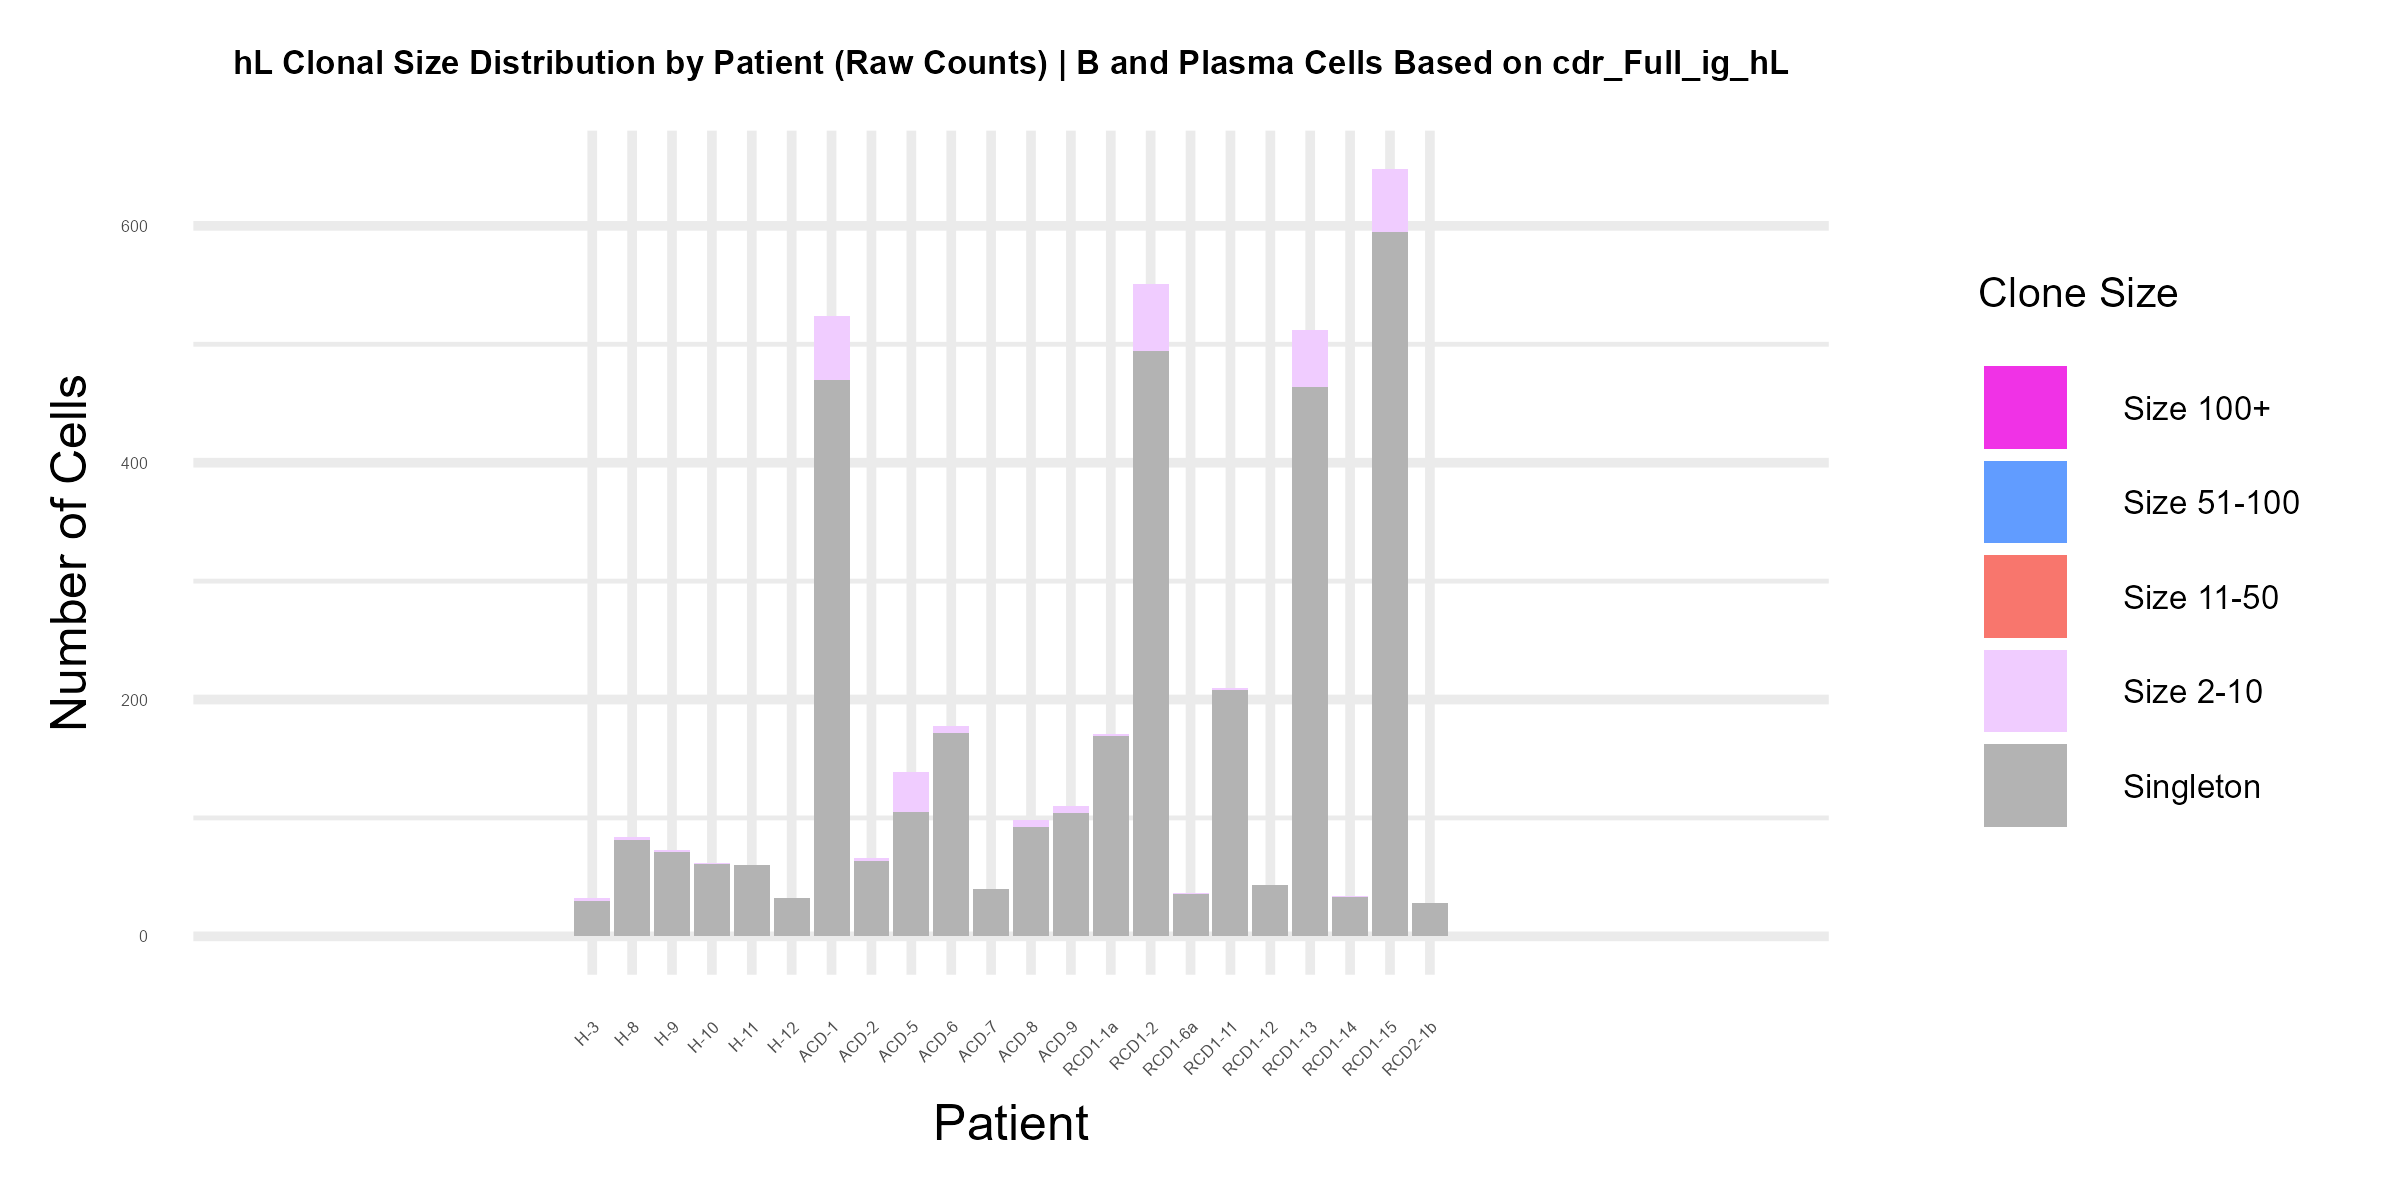 hL Clonal Size Distribution by Patient (Raw Counts) | B and Plasma Cells Based on cdr_Full_ig_hL
Number of Cells
600
400
200
0
H-3
H-8
H-9
H-10
H-11
H-12
ACD-1
ACD-2
ACD-5
ACD-6
ACD-7
ACD-8
ACD-9
RCD1-1a
RCD1-2
RCD1-6a
RCD1-11
RCD1-12
RCD1-13
RCD1-14
RCD1-15
RCD2-1b
Patient
Clone Size
Size 100+
Size 51-100
Size 11-50
Size 2-10
Singleton